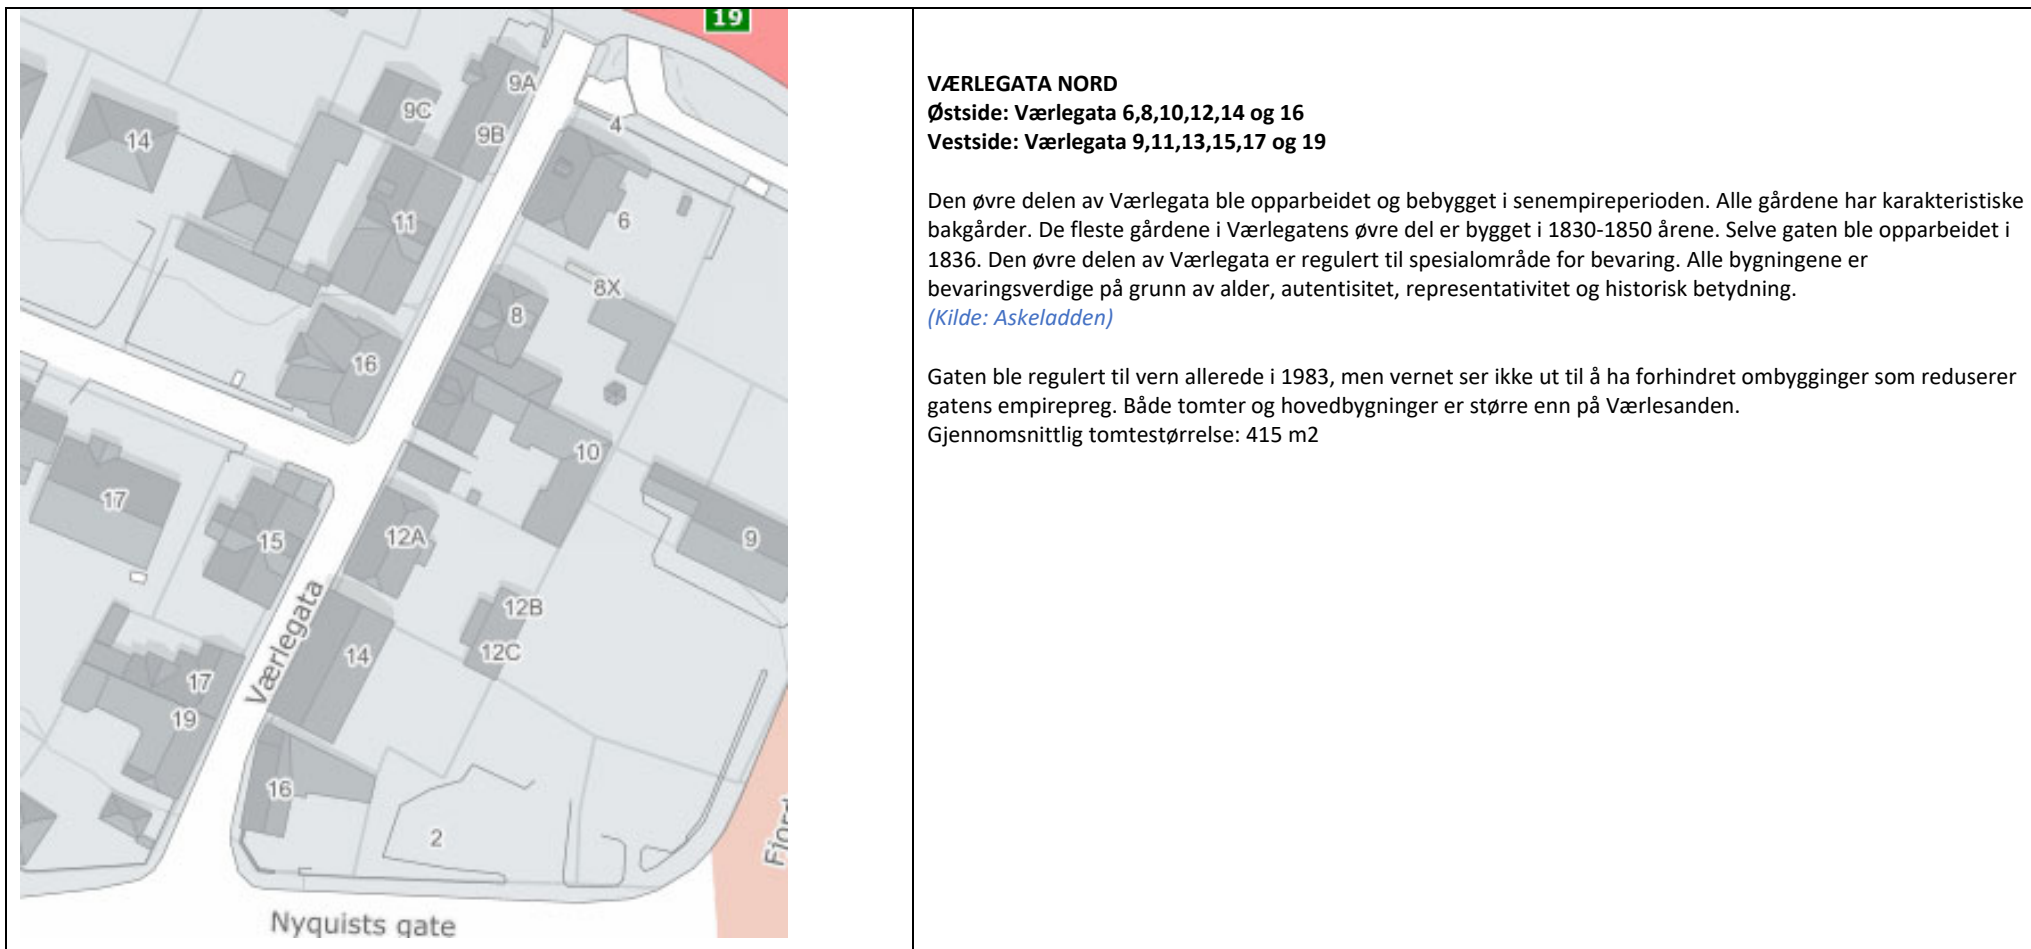 19
9A
9C
9B
14
4
11
6
8X
8
16
10
17
15
12A
9
12B
Værlegata
14
12C
17
19
16
2
Nyquists gate
VÆRLEGATA NORD
Østside: Værlegata 6,8,10,12,14 og 16
Vestside: Værlegata 9,11,13,15,17 og 19
Den øvre delen av Værlegata ble opparbeidet og bebygget i senempireperioden. Alle gårdene har karakteristiske
bakgårder. De fleste gårdene i Værlegatens øvre del er bygget i 1830-1850 årene. Selve gaten ble opparbeidet i
1836. Den øvre delen av Værlegata er regulert til spesialområde for bevaring. Alle bygningene er
bevaringsverdige på grunn av alder, autentisitet, representativitet og historisk betydning.
(Kilde: Askeladden)
Gaten ble regulert til vern allerede i 1983, men vernet ser ikke ut til å ha forhindret ombygginger som reduserer
gatens empirepreg. Både tomter og hovedbygninger er større enn på Værlesanden.
Gjennomsnittlig tomtestørrelse: 415 m2